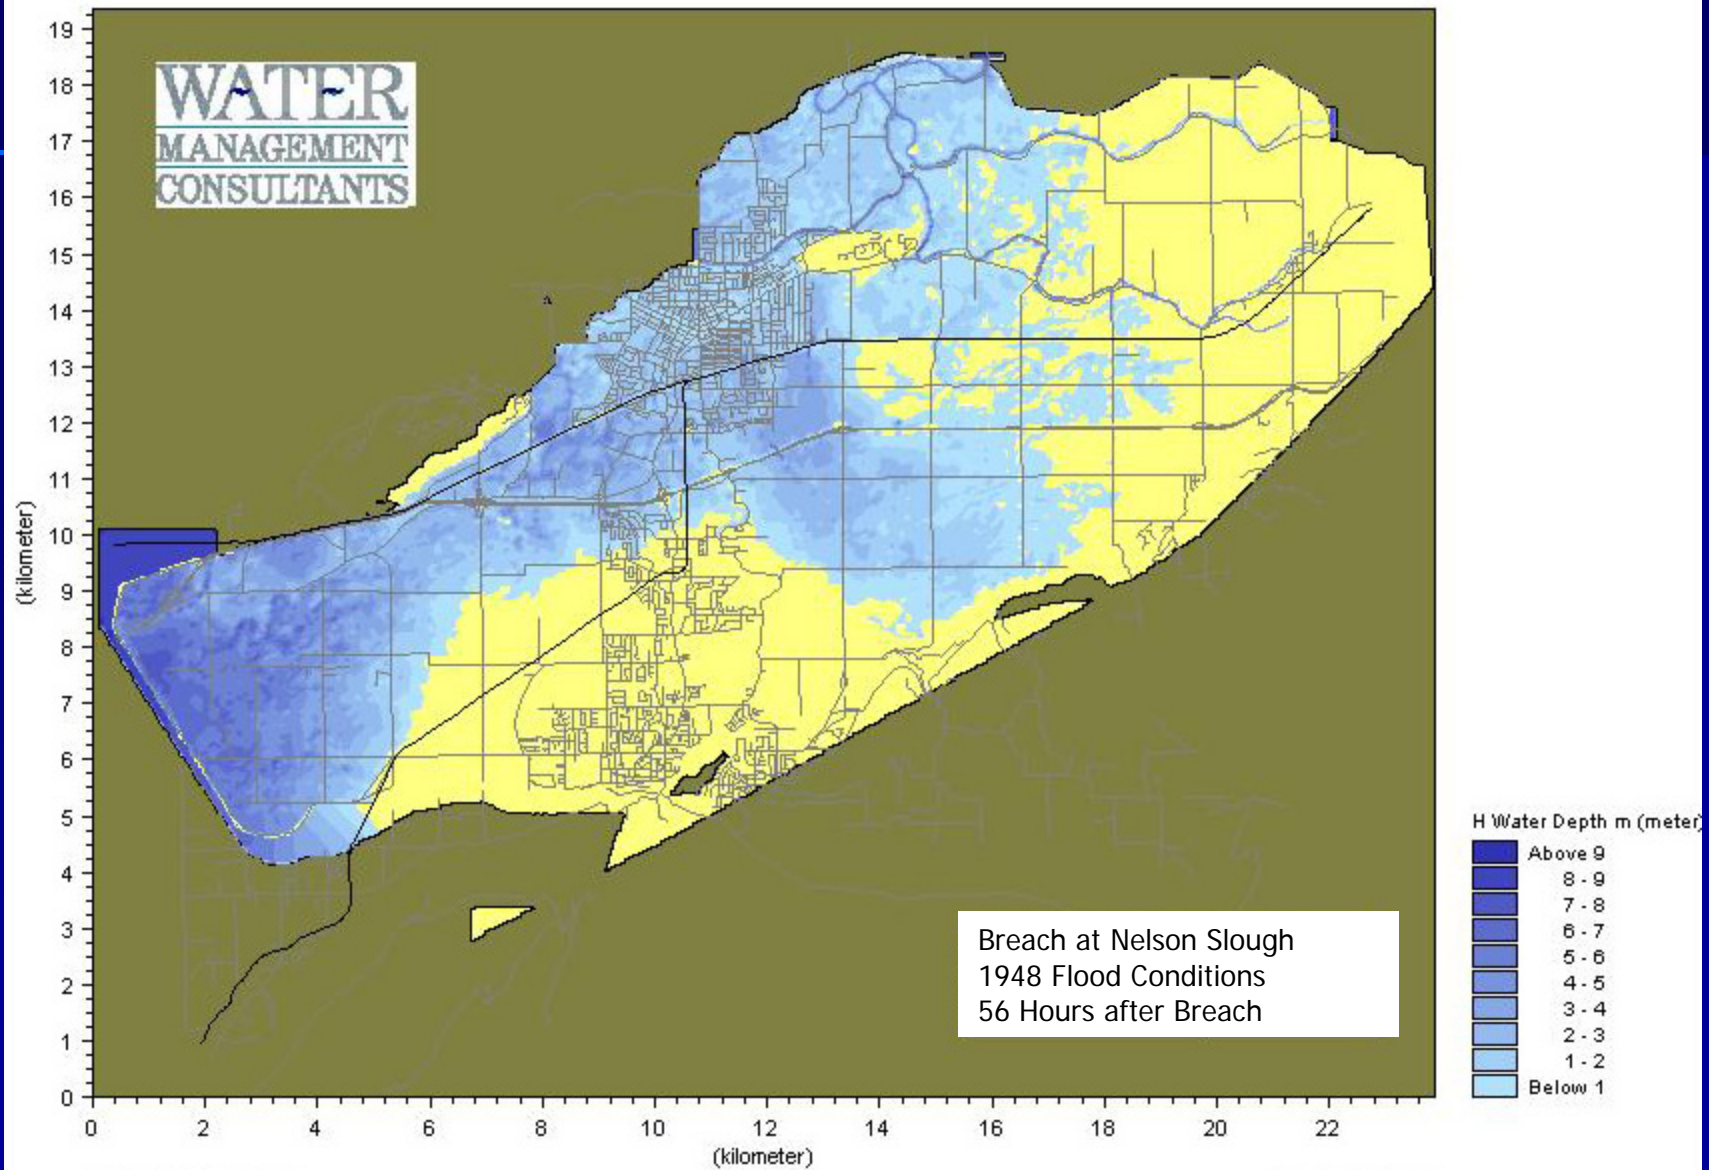 WATER
MANAGEMENT
CONSULTANTS
19
18
17
16
15
14
13
12
11
10
9
8
7
6
5
4
3
2
1
0
(kilometer)
0 2 4 6 8 10 12 14 16 18 20 22
(kilometer)
Breach at Nelson Slough
1948 Flood Conditions
56 Hours after Breach
H Water Depth m (meter)
Above 9
8 - 9
7 - 8
6 - 7
5 - 6
4 - 5
3 - 4
2 - 3
1 - 2
Below 1